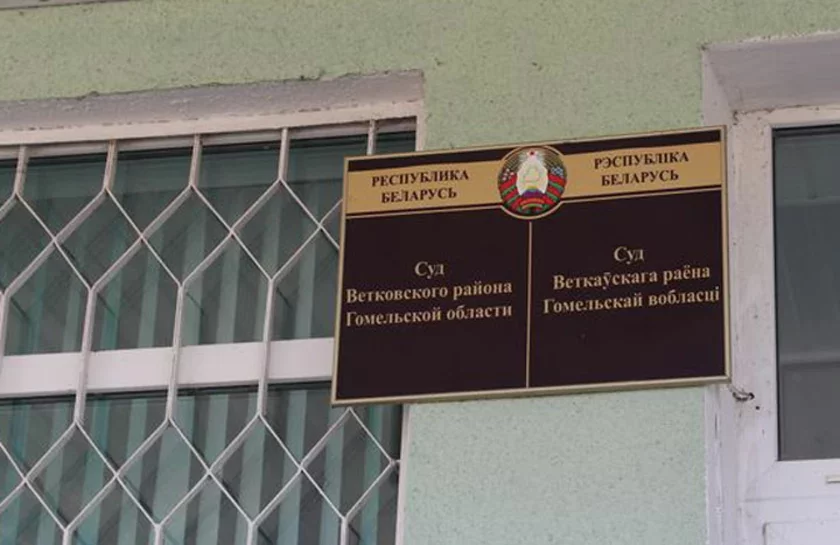 РЕСПУБЛИКА
БЕЛАРУСЬ
Суд
Ветковского района
Гомельской области
РЭСПУБЛІКА
БЕЛАРУСЬ
Суд
Веткаўскага раёна
Гомельскай вобласці